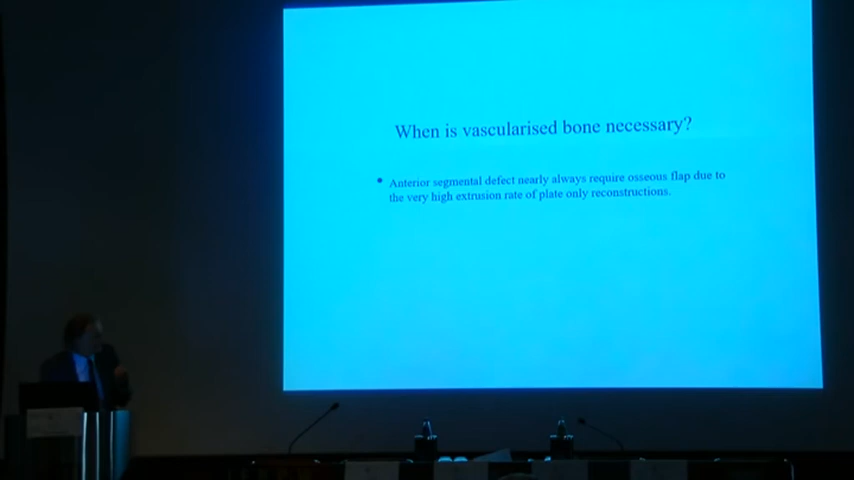 When is vascularised bone necessary?
• Anterior segmental defect nearly always require osseous flap due to
the very high extrusion rate of plate only reconstructions.